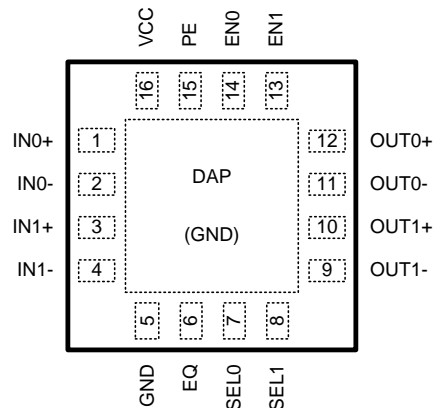 VCC PE EN0 EN1
16 15 14 13
IN0+ 1 12 OUT0+
IN0- 2 DAP 11 OUT0-
IN1+ 3 10 OUT1+
(GND)
IN1- 4 9 OUT1-
5 6 7 8
GND EQ SEL0 SEL1